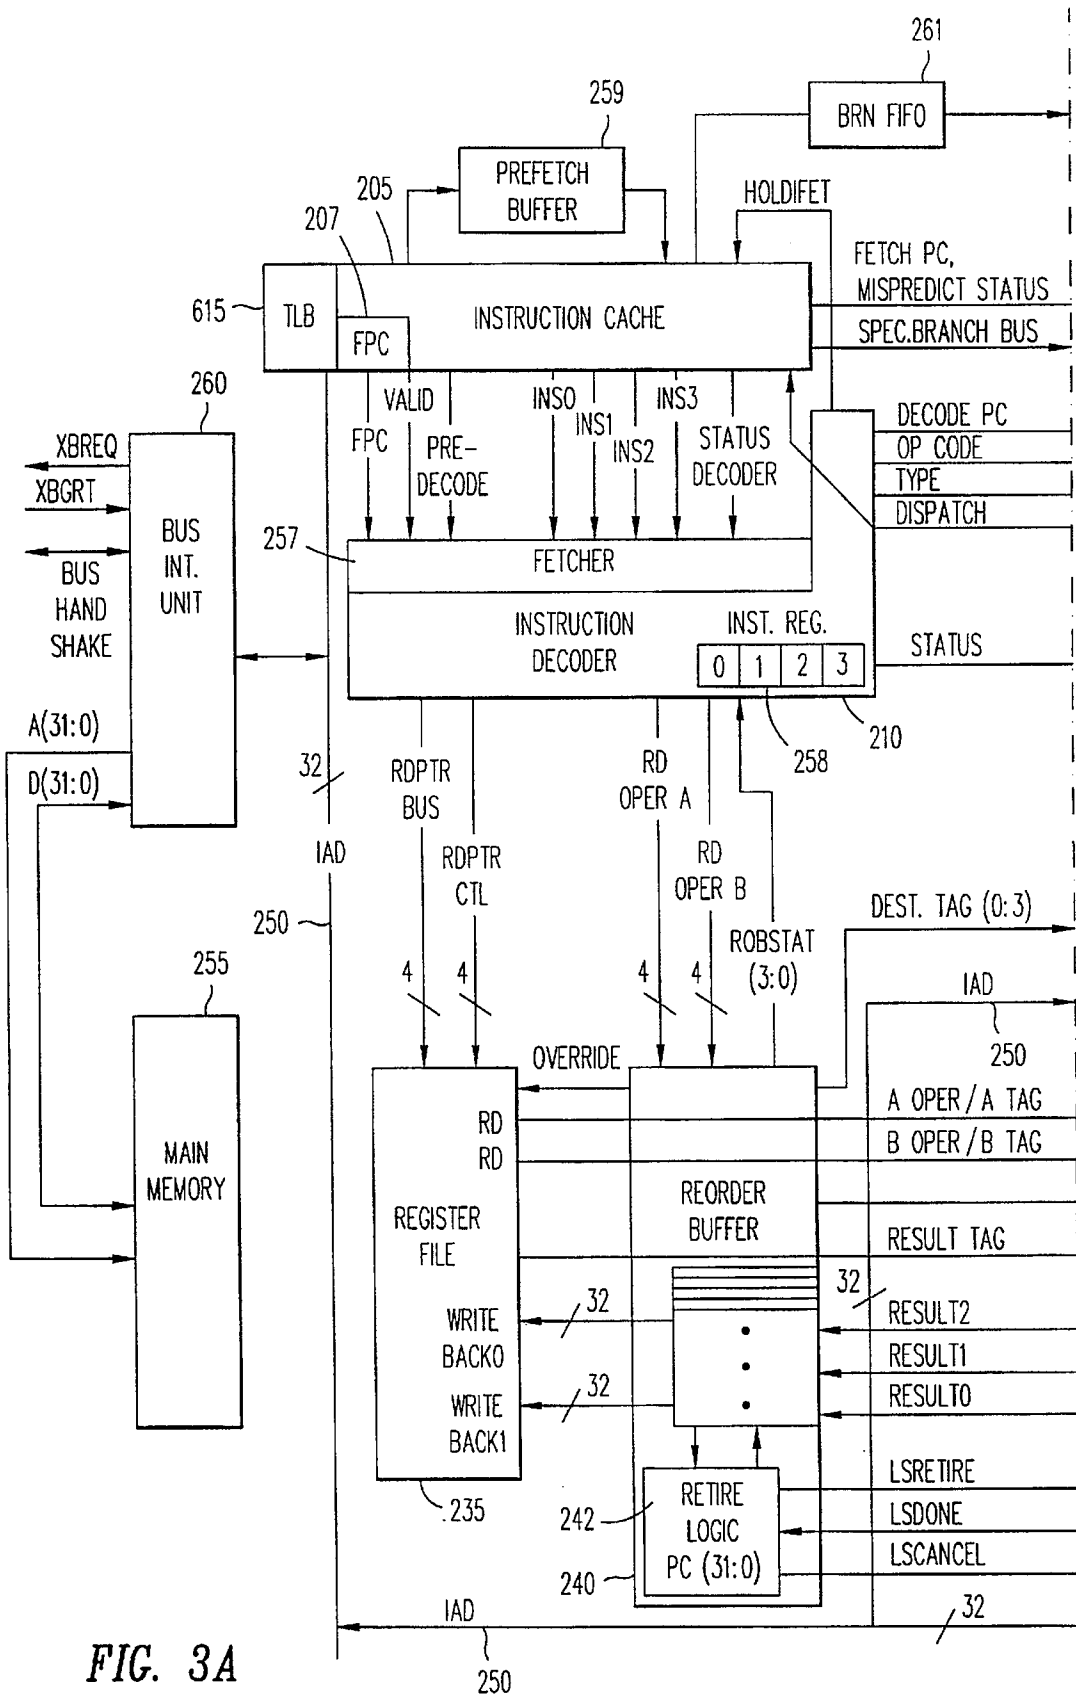 261
BRN FIFO
259
PREFETCH
BUFFER
205
207
HOLDIFET
FETCH PC,
MISPREDICT STATUS
SPEC.BRANCH BUS
615
TLB
FPC
INSTRUCTION CACHE
260
XBREQ
XBGRT
BUS
HAND
SHAKE
BUS
INT.
UNIT
VALID
FPC
PRE-
DECODE
INS0
INS1
INS2
INS3
STATUS
DECODER
DECODE PC
OP CODE
TYPE
DISPATCH
257
FETCHER
INSTRUCTION
DECODER
INST. REG.
0 1 2 3
STATUS
258
210
A(31:0)
D(31:0)
32
RDPTR
BUS
RDPTR
CTL
RD
OPER A
RD
OPER B
IAD
250
ROBSTAT
(3:0)
DEST. TAG (0:3)
4
4
4
4
IAD
250
255
MAIN
MEMORY
OVERRIDE
RD
RD
REGISTER
FILE
REORDER
BUFFER
A OPER/A TAG
B OPER/B TAG
RESULT TAG
32
WRITE
BACK0
32
WRITE
BACK1
32
RESULT2
RESULT1
RESULT0
235
242
RETIRE
LOGIC
PC (31:0)
240
LSRETIRE
LSDONE
LSCANCEL
IAD
250
32
FIG. 3A